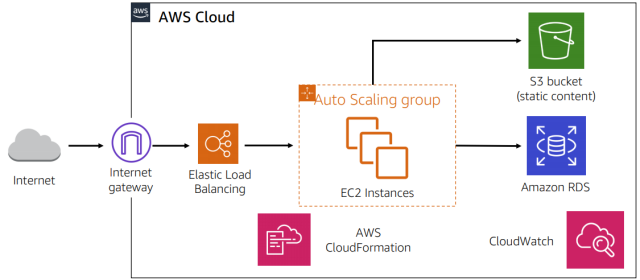 aws
AWS Cloud
S3 bucket
(static content)
Auto Scaling group
Internet
Internet
gateway
Elastic Load
Balancing
EC2 Instances
Amazon RDS
AWS
CloudFormation
CloudWatch